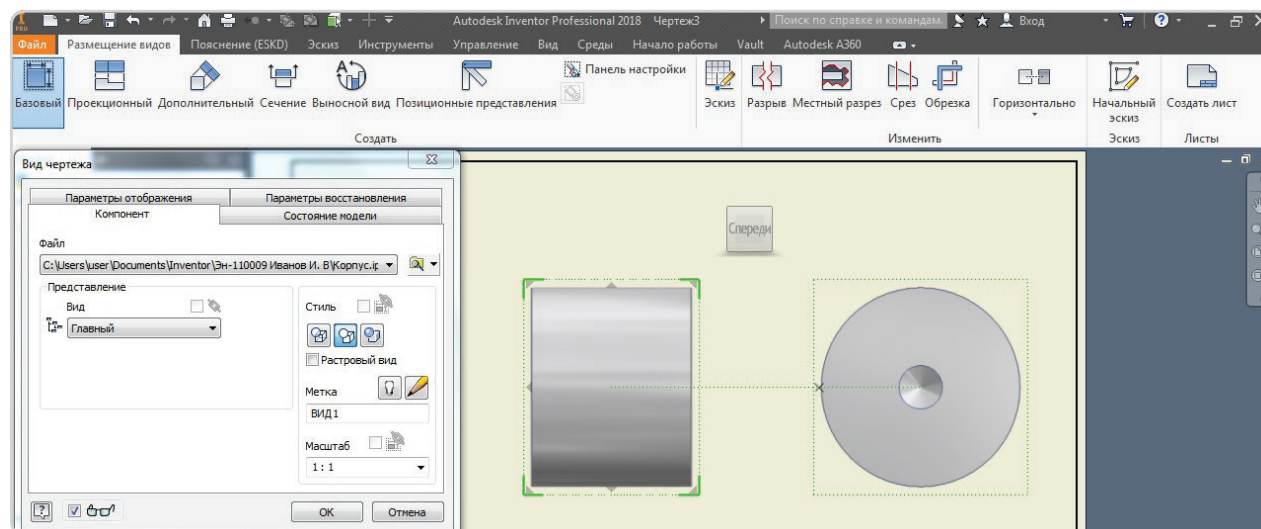 PRO
Autodesk Inventor Professional 2018 Чертеж3
Поиск по справке и командам.
Вход
Файл Размещение видов Пояснение (ESKD) Эскиз Инструменты Управление Вид Среды Начало работы Vault Autodesk A360
Панель настройки
Базовый Проекционный Дополнительный Сечение Выносной вид Позиционные представления Эскиз Разрыв Местный разрез Срез Обрезка Горизонтально Начальный эскиз Создать лист
Создать Изменить Эскиз Листы
Вид чертежа
Параметры отображения Параметры восстановления
Компонент Состояние модели
Файл
C:\Users\user\Documents\Inventor\Эн-110009 Иванов И. В\Корпус.ip
Представление
Вид
Главный
Стиль
Растровый вид
Метка
ВИД1
Масштаб
1 : 1
ОК Отмена
Спереди